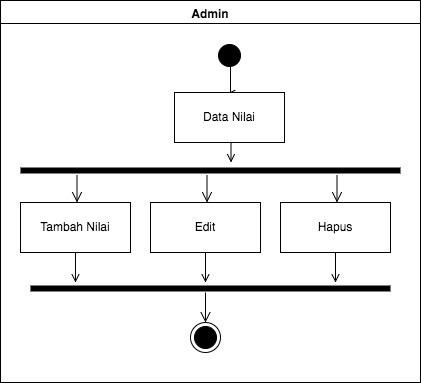 Admin
Data Nilai
Tambah Nilai
Edit
Hapus